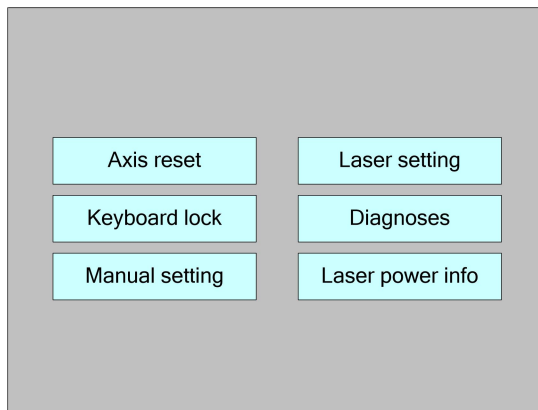 Axis reset
Laser setting
Keyboard lock
Diagnoses
Manual setting
Laser power info